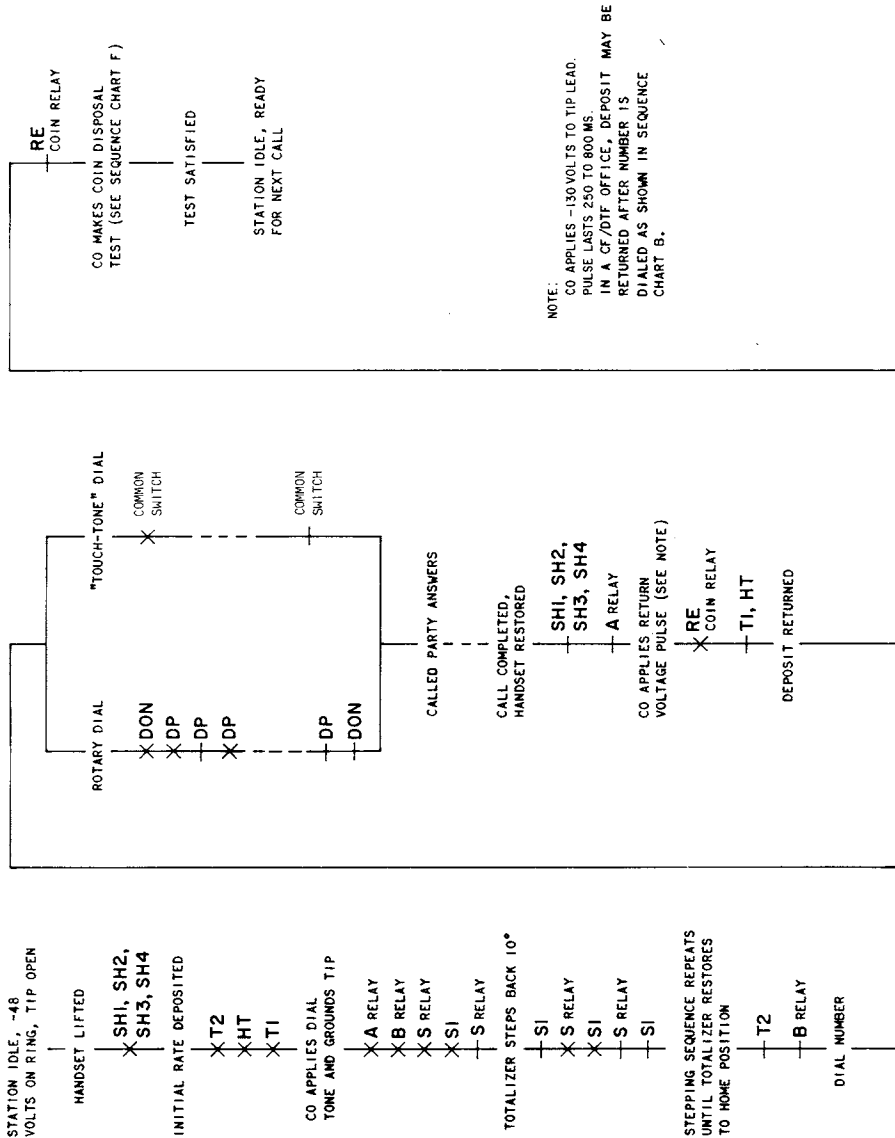 STATION IDLE, -48
VOLTS ON RING, TIP OPEN
HANDSET LIFTED
SH1, SH2,
SH3, SH4
INITIAL RATE DEPOSITED
T2
HT
T1
CO APPLIES DIAL
TONE AND GROUNDS TIP
A RELAY
B RELAY
S RELAY
S1
S RELAY
TOTALIZER STEPS BACK 10°
S1
S RELAY
S1
S RELAY
S1
STEPPING SEQUENCE REPEATS
UNTIL TOTALIZER RESTORES
TO HOME POSITION
T2
B RELAY
DIAL NUMBER
ROTARY DIAL
DON
DP
DP
DP
DP
DON
"TOUCH-TONE" DIAL
COMMON
SWITCH
COMMON
SWITCH
CALLED PARTY ANSWERS
CALL COMPLETED,
HANDSET RESTORED
SH1, SH2,
SH3, SH4
A RELAY
CO APPLIES RETURN
VOLTAGE PULSE (SEE NOTE)
RE
COIN RELAY
T1, HT
DEPOSIT RETURNED
RE
COIN RELAY
CO MAKES COIN DISPOSAL
TEST (SEE SEQUENCE CHART F)
TEST SATISFIED
STATION IDLE, READY
FOR NEXT CALL
NOTE:
CO APPLIES -130 VOLTS TO TIP LEAD.
PULSE LASTS 250 TO 800 MS.
IN A CF/DTF OFFICE, DEPOSIT MAY BE
RETURNED AFTER NUMBER IS
DIALED AS SHOWN IN SEQUENCE
CHART B.